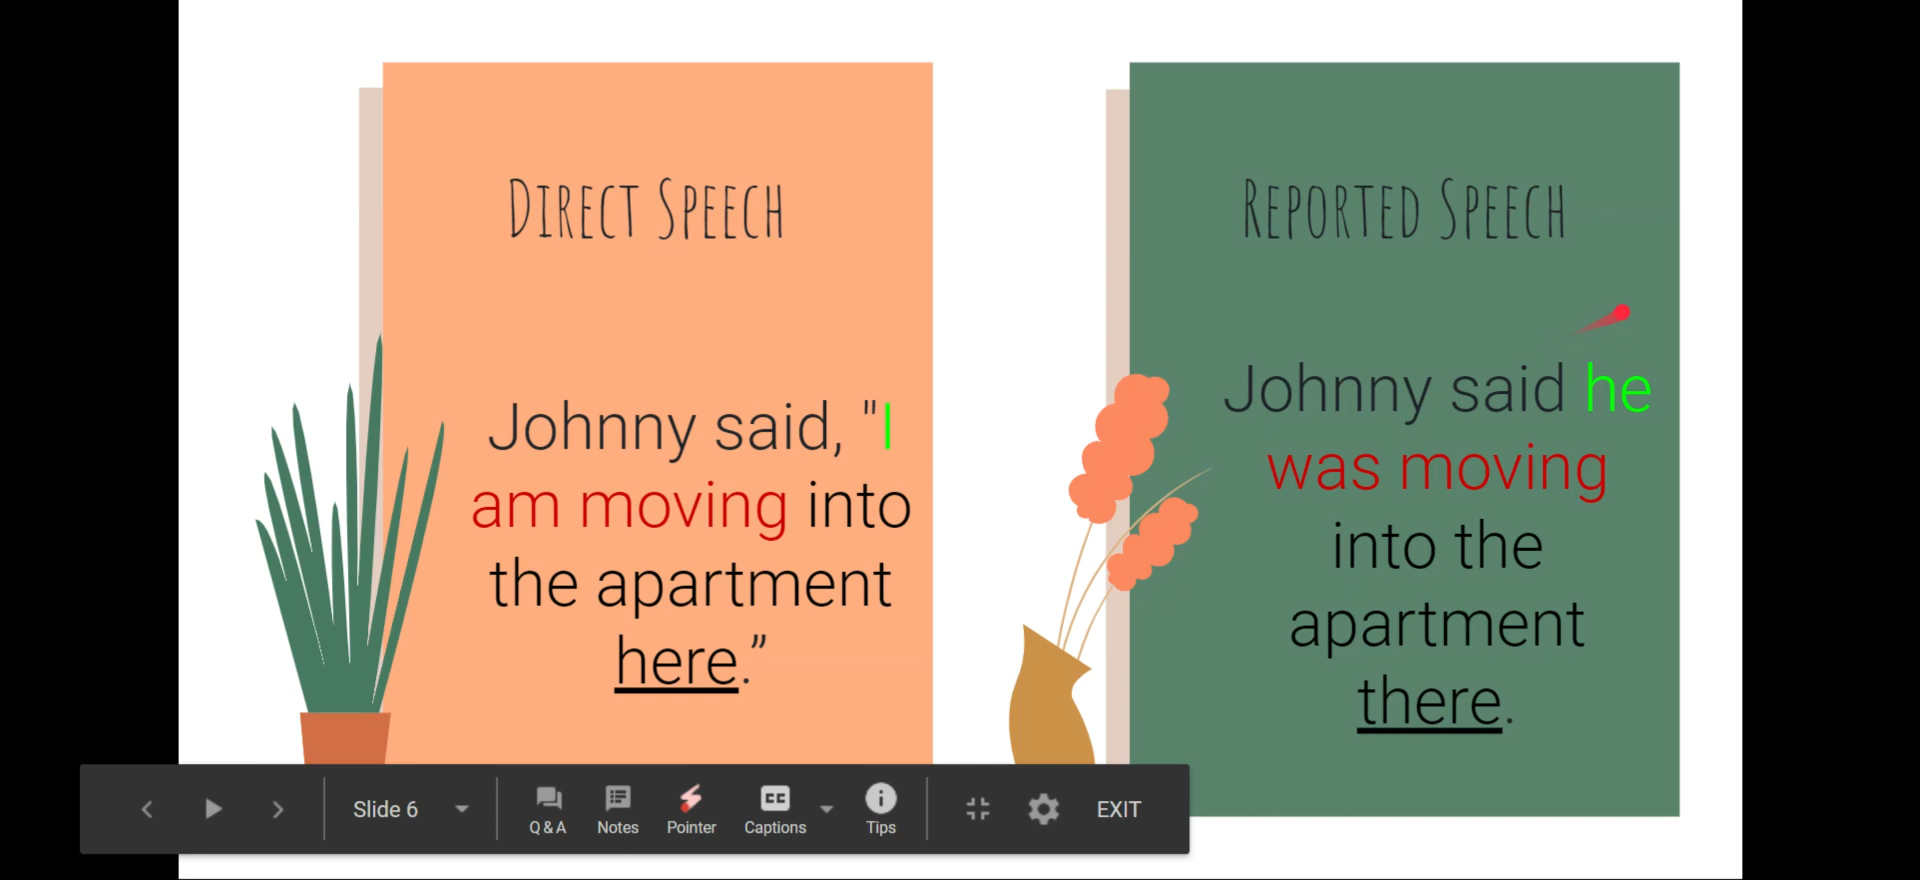 Direct Speech
Johnny said, "I
am moving into
the apartment
here.”
Reported Speech
Johnny said he
was moving
into the
apartment
there.
Slide 6
Q & A
Notes
Pointer
CC
Captions
Tips
EXIT